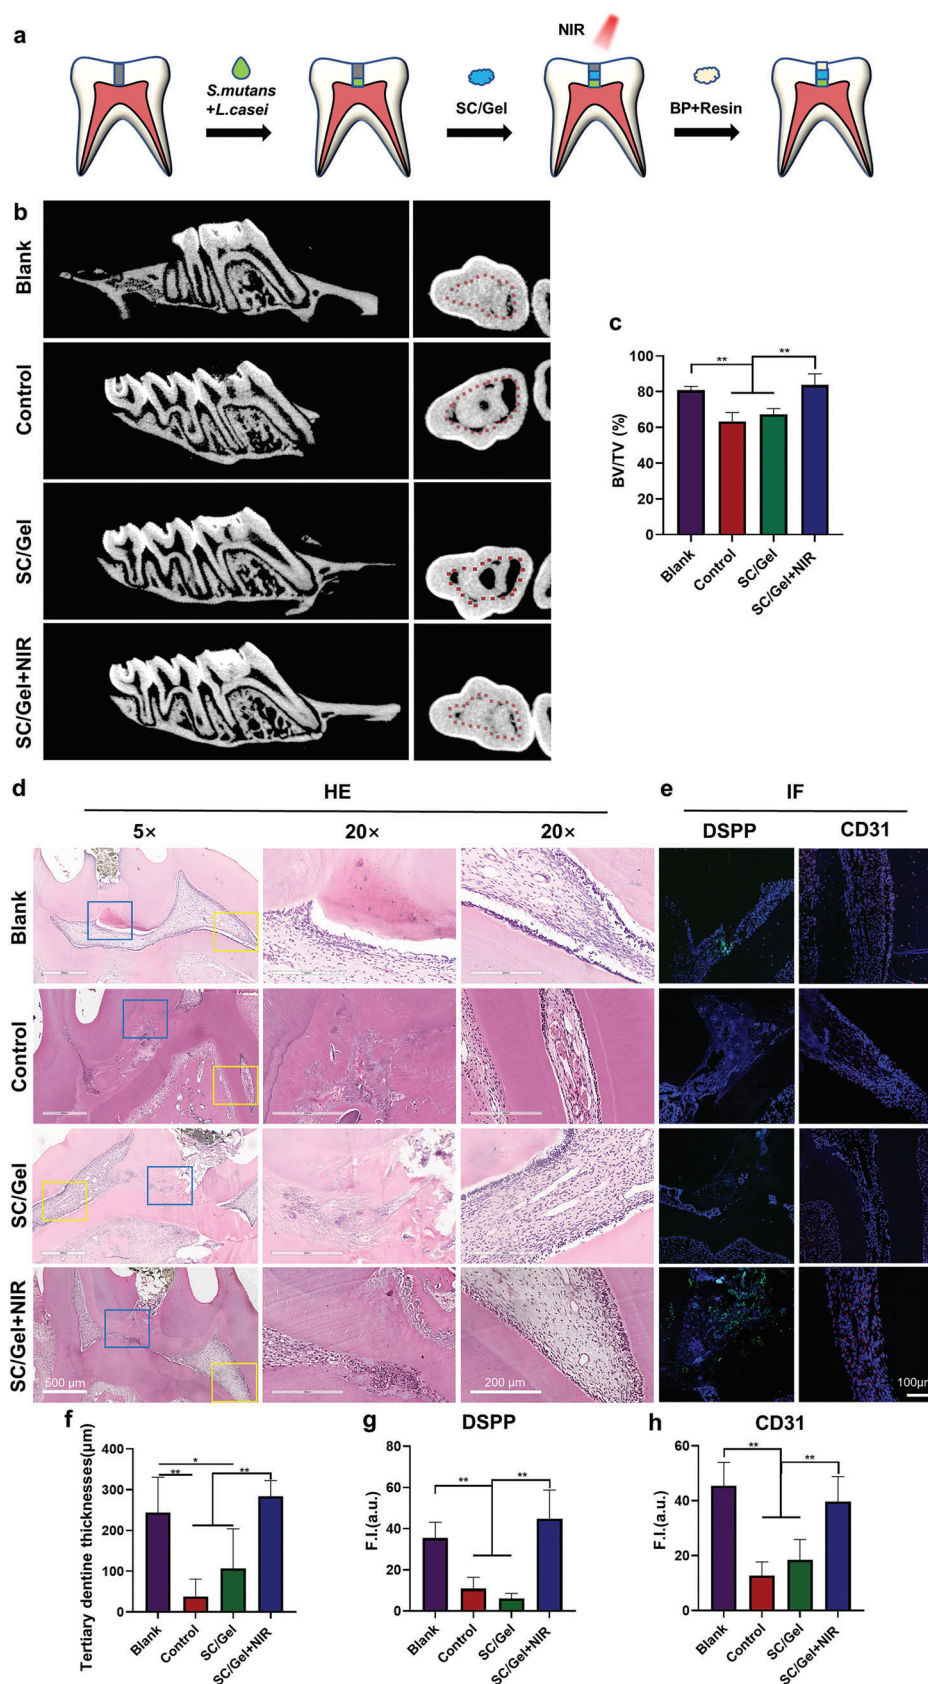 a
NIR
S.mutans
+L.casei
SC/Gel
BP+Resin
b
Blank
Control
SC/Gel
SC/Gel+NIR
c
BV/TV (%)
100
80
60
40
20
0
**
**
Blank
Control
SC/Gel
SC/Gel+NIR
d
HE
5×
20×
20×
Blank
Control
SC/Gel
SC/Gel+NIR
500 μm
200 μm
e
IF
DSPP
CD31
100μm
f
Tertiary dentine thicknesses(μm)
400
300
200
100
0
*
**
**
Blank
Control
SC/Gel
SC/Gel+NIR
g
DSPP
F.I.(a.u.)
80
60
40
20
0
**
**
Blank
Control
SC/Gel
SC/Gel+NIR
h
CD31
F.I.(a.u.)
60
40
20
0
**
**
Blank
Control
SC/Gel
SC/Gel+NIR